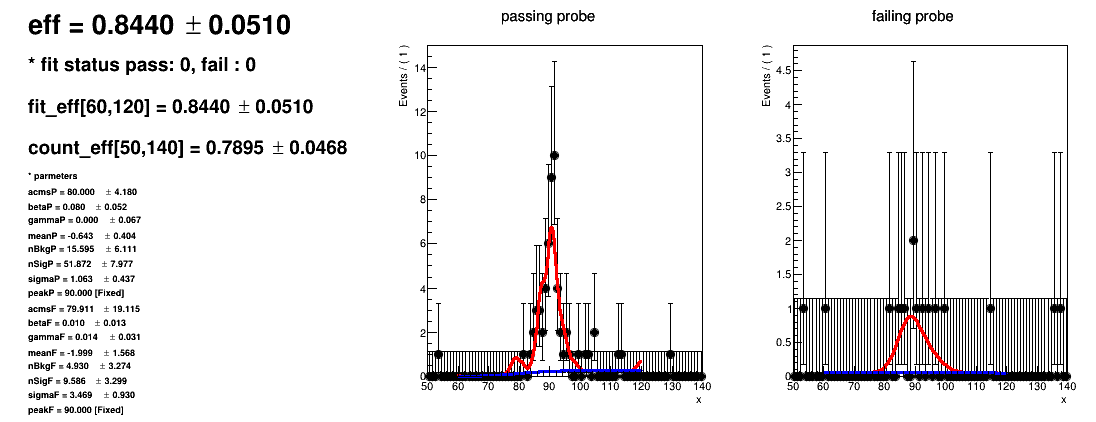 eff = 0.8440 ± 0.0510
* fit status pass: 0, fail : 0
fit_eff[60,120] = 0.8440 ± 0.0510
count_eff[50,140] = 0.7895 ± 0.0468
* parmeters
acmsP = 80.000 ± 4.180
betaP = 0.080 ± 0.052
gammaP = 0.000 ± 0.067
meanP = -0.643 ± 0.404
nBkgP = 15.595 ± 6.111
nSigP = 51.872 ± 7.977
sigmaP = 1.063 ± 0.437
peakP = 90.000 [Fixed]
acmsF = 79.911 ± 19.115
betaF = 0.010 ± 0.013
gammaF = 0.014 ± 0.031
meanF = -1.999 ± 1.568
nBkgF = 4.930 ± 3.274
nSigF = 9.586 ± 3.299
sigmaF = 3.469 ± 0.930
peakF = 90.000 [Fixed]
passing probe
Events / ( 1 )
14
12
10
8
6
4
2
0
50 60 70 80 90 100 110 120 130 140
x
failing probe
Events / ( 1 )
4.5
4
3.5
3
2.5
2
1.5
1
0.5
0
50 60 70 80 90 100 110 120 130 140
x